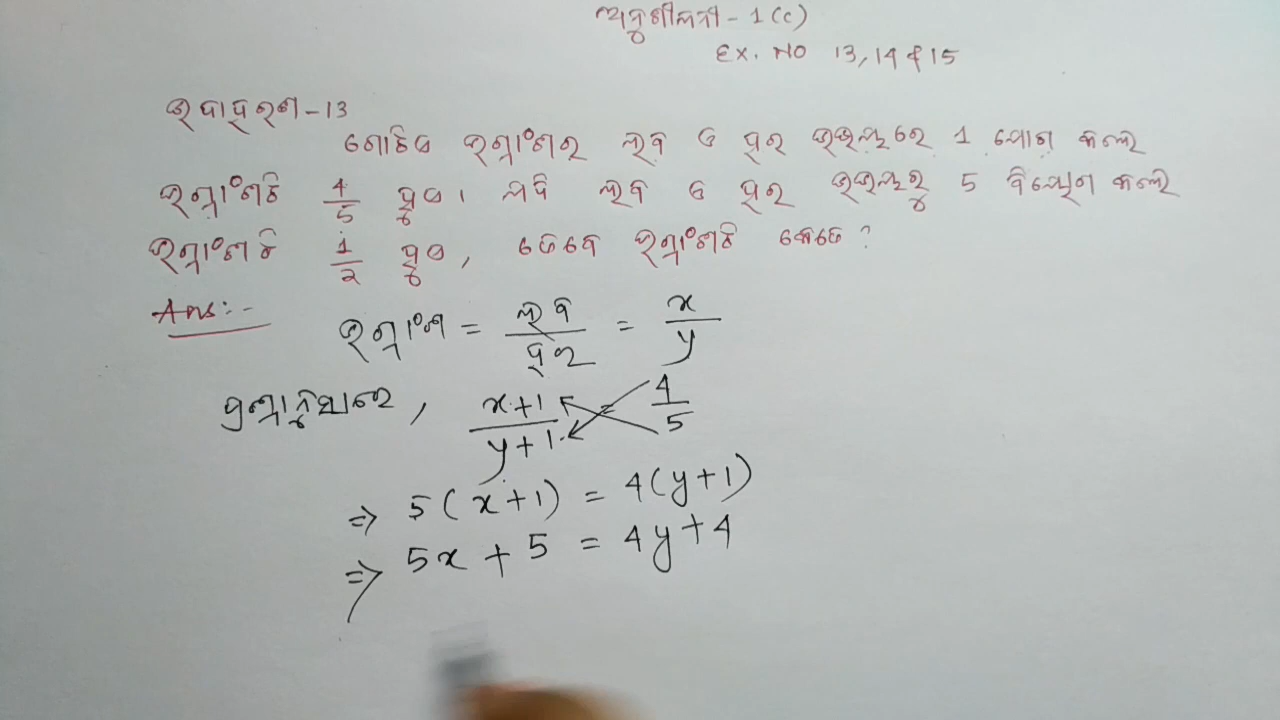 ଅନୁଶୀଳନୀ - 1(c)
Ex. NO 13, 14 & 15
ଉଦାହରଣ - 13
ଗୋଟିଏ ଭଗ୍ନାଂଶର ଲବ ଓ ହର ଉଭୟରେ 1 ଯୋଗ କଲେ
ଭଗ୍ନାଂଶଟି 4/5 ହୁଏ । ଯଦି ଲବ ଓ ହର ଉଭୟରୁ 5 ବିୟୋଗ କଲେ
ଭଗ୍ନାଂଶଟି 1/2 ହୁଏ, ତେବେ ଭଗ୍ନାଂଶଟି କେତେ ?
Ans:-
ଭଗ୍ନାଂଶ = ଲବ/ହର = x/y
ପ୍ରଶ୍ନାନୁଯାରେ, x+1/y+1 = 4/5
⇒ 5(x+1) = 4(y+1)
⇒ 5x + 5 = 4y + 4